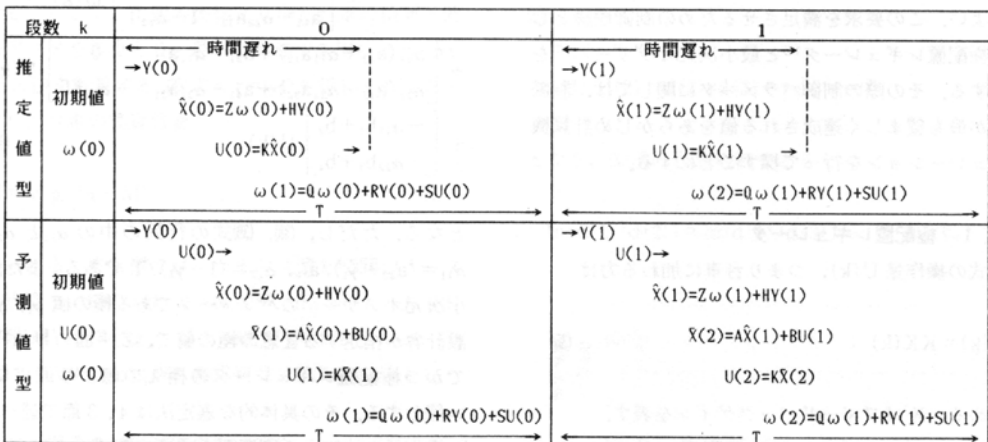 段数 k 0 1
推定値型 初期値 ω(0)
時間遅れ
→Y(0)
X̂(0)=Zω(0)+HY(0)
U(0)=KX̂(0) →
ω(1)=Qω(0)+RY(0)+SU(0)
T
時間遅れ
→Y(1)
X̂(1)=Zω(1)+HY(1)
U(1)=KX̂(1) →
ω(2)=Qω(1)+RY(1)+SU(1)
T
予測値型 初期値 U(0) ω(0)
→Y(0)
U(0)→
X̂(0)=Zω(0)+HY(0)
X̄(1)=AX̂(0)+BU(0)
U(1)=KX̄(1)
ω(1)=Qω(0)+RY(0)+SU(0)
T
→Y(1)
U(1)→
X̂(1)=Zω(1)+HY(1)
X̄(2)=AX̂(1)+BU(1)
U(2)=KX̄(2)
ω(2)=Qω(1)+RY(1)+SU(1)
T